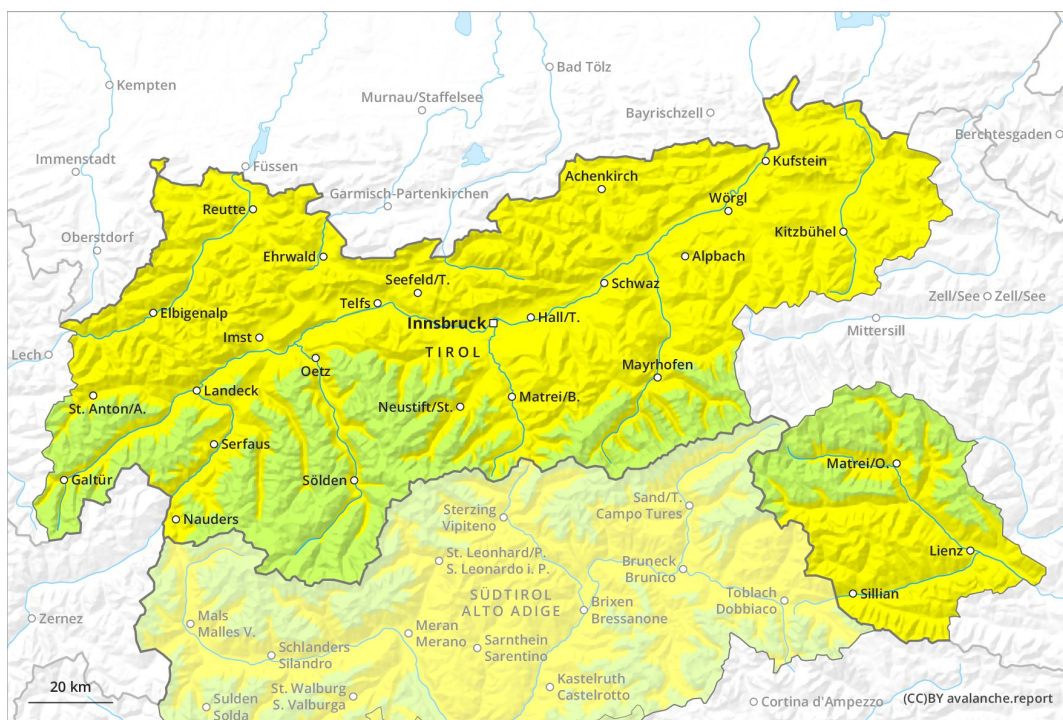 Bad Tölz
Kempten
Murnau/Staffelsee
Bayrischzell
Berchtesgaden
Immenstadt
Füssen
Kufstein
Achenkirch
Garmisch-Partenkirchen
Wörgl
Reutte
Kitzbühel
Oberstdorf
Ehrwald
Alpbach
Seefeld/T.
Schwaz
Zell/See
Zell/See
Telfs
Elbigenalp
Hall/T.
Innsbruck
Mittersill
Imst
TIROL
Lech
Mayrhofen
Oetz
Landeck
St. Anton/A.
Matrei/B.
Neustift/St.
Serfaus
Matrei/O.
Galtür
Sölden
Sand/T.
Campo Tures
Sterzing
Vipiteno
Nauders
Lienz
St. Leonhard/P.
S. Leonardo i. P.
Bruneck
Brunico
SÜDTIROL
ALTO ADIGE
Sillian
Toblach
Dobbiaco
Brixen
Bressanone
Zernez
Mals
Malles V.
Meran
Merano
Sarnthein
Sarentino
Schlanders
Silandro
20 km
St. Walburg
S. Valburga
Kastelruth
Castelrotto
Sulden
Solda
Cortina d'Ampezzo
(CC)BY avalanche.report